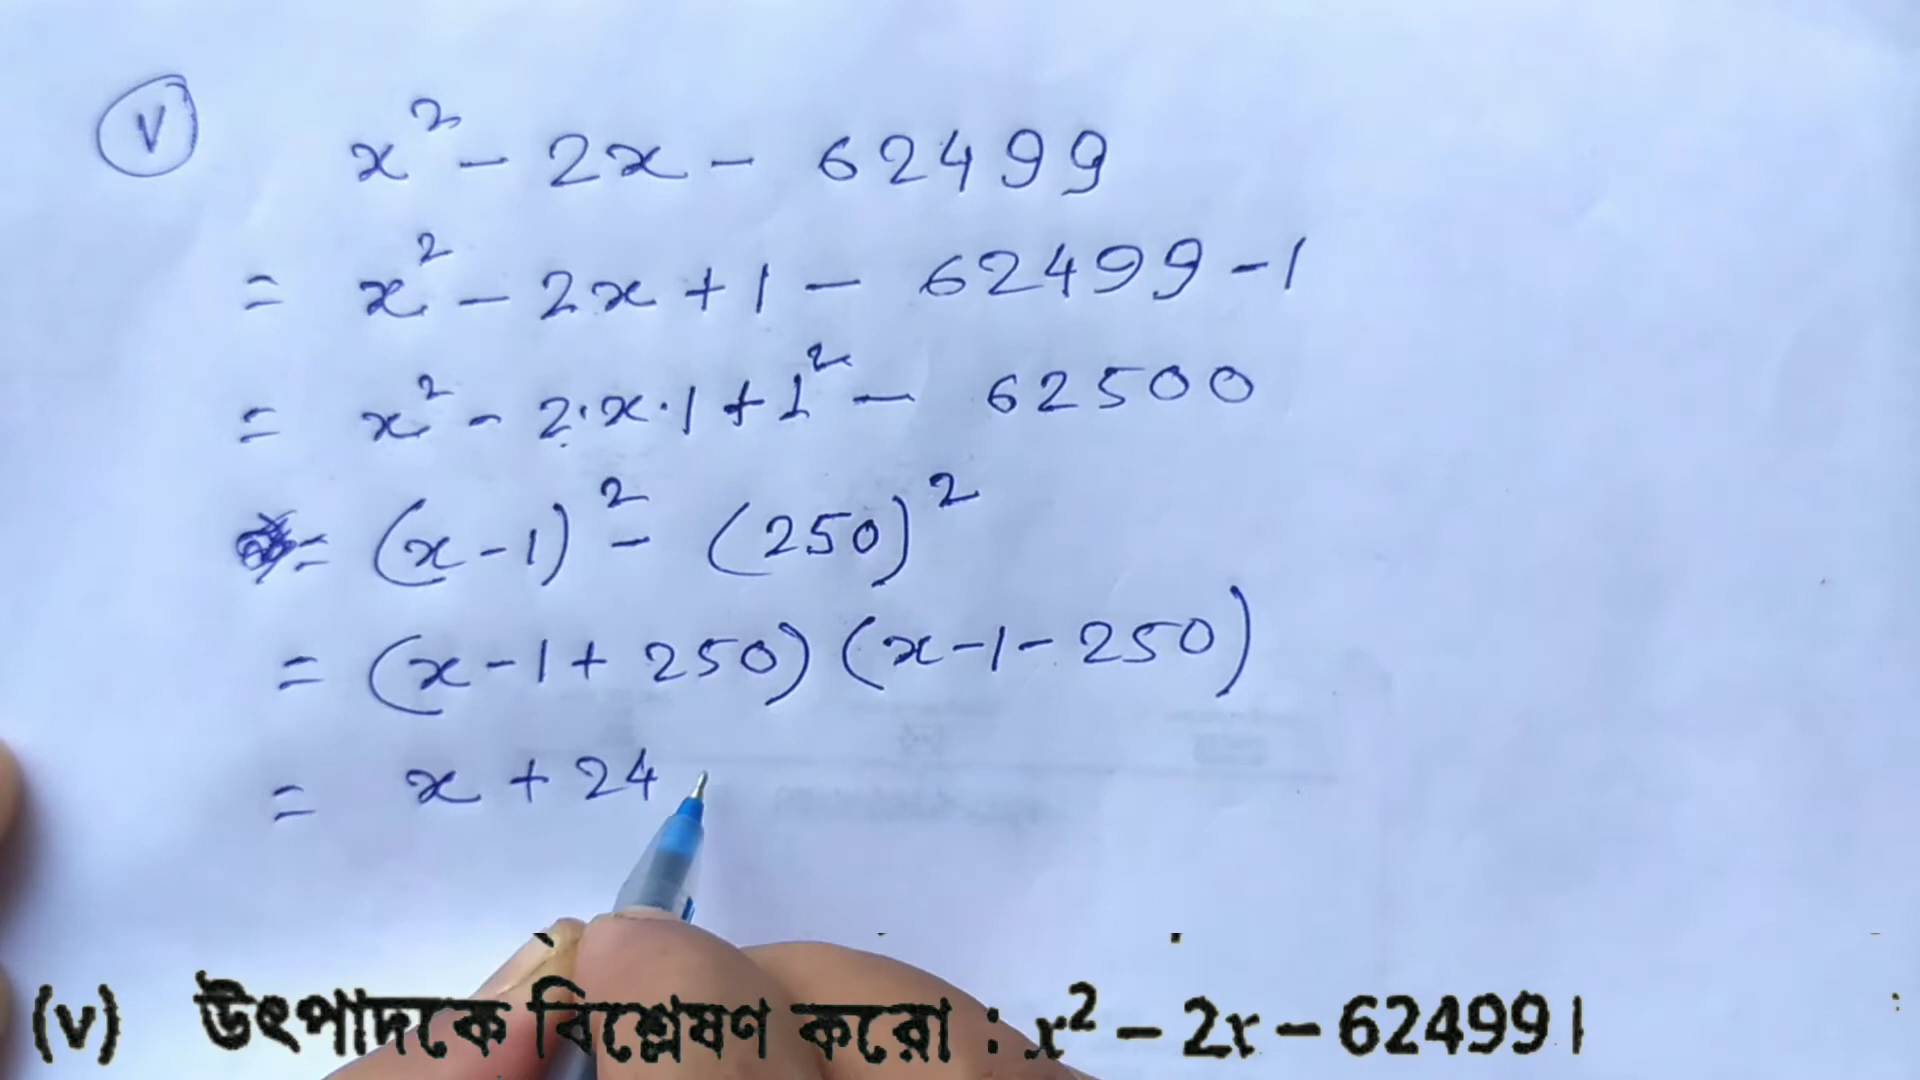 (V) x² - 2x - 62499
= x² - 2x + 1 - 62499 - 1
= x² - 2·x·1 + 1² - 62500
= (x - 1)² - (250)²
= (x - 1 + 250) (x - 1 - 250)
= x + 24
(v) উৎপাদকে বিশ্লেষণ করো : x² – 2x – 62499।